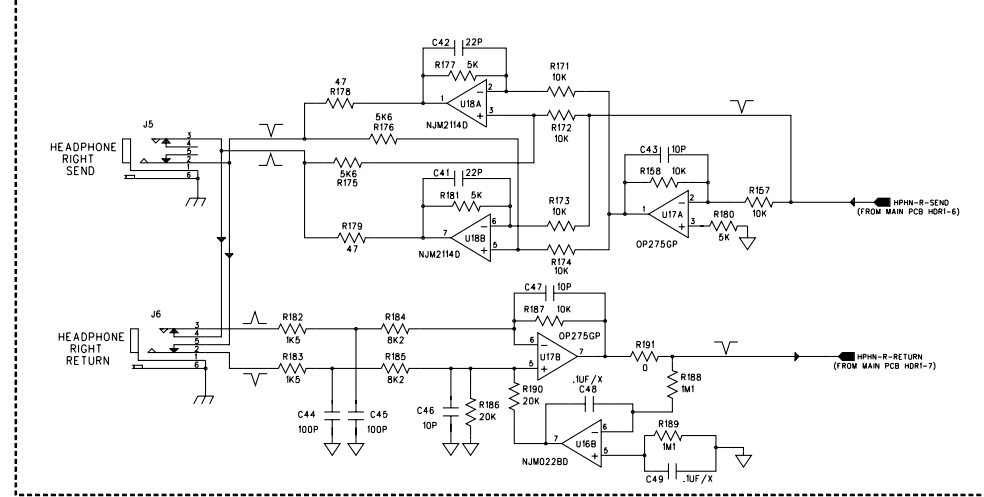 C42 22P
R177 5K
R171
10K
47
R178
1 2 3
U18A
- +
NJM2114D
5K6
R176
R172
10K
J5
3
4
5
2
1
6
HEADPHONE
RIGHT
SEND
5K6
R175
C41 22P
R181 5K
7 6 5
U18B
- +
NJM2114D
R179
47
R173
10K
R174
10K
C43 10P
R158 10K
1 2 3
U17A
- +
OP275GP
R157
10K
R180
5K
HPHN-R-SEND
(FROM MAIN PCB HDR1-6)
J6
3
4
5
2
1
6
HEADPHONE
RIGHT
RETURN
R182
1K5
R184
8K2
R183
1K5
R185
8K2
C44
100P
C45
100P
C46
10P
R186
20K
R190
20K
C47 10P
R187 10K
OP275GP
6 5 7
- +
U17B
R191
0
R188
1M1
HPHN-R-RETURN
(FROM MAIN PCB HDR1-7)
.1UF/X
C48
7 6 5
U16B
- +
NJM022BD
R189
1M1
C49 .1UF/X